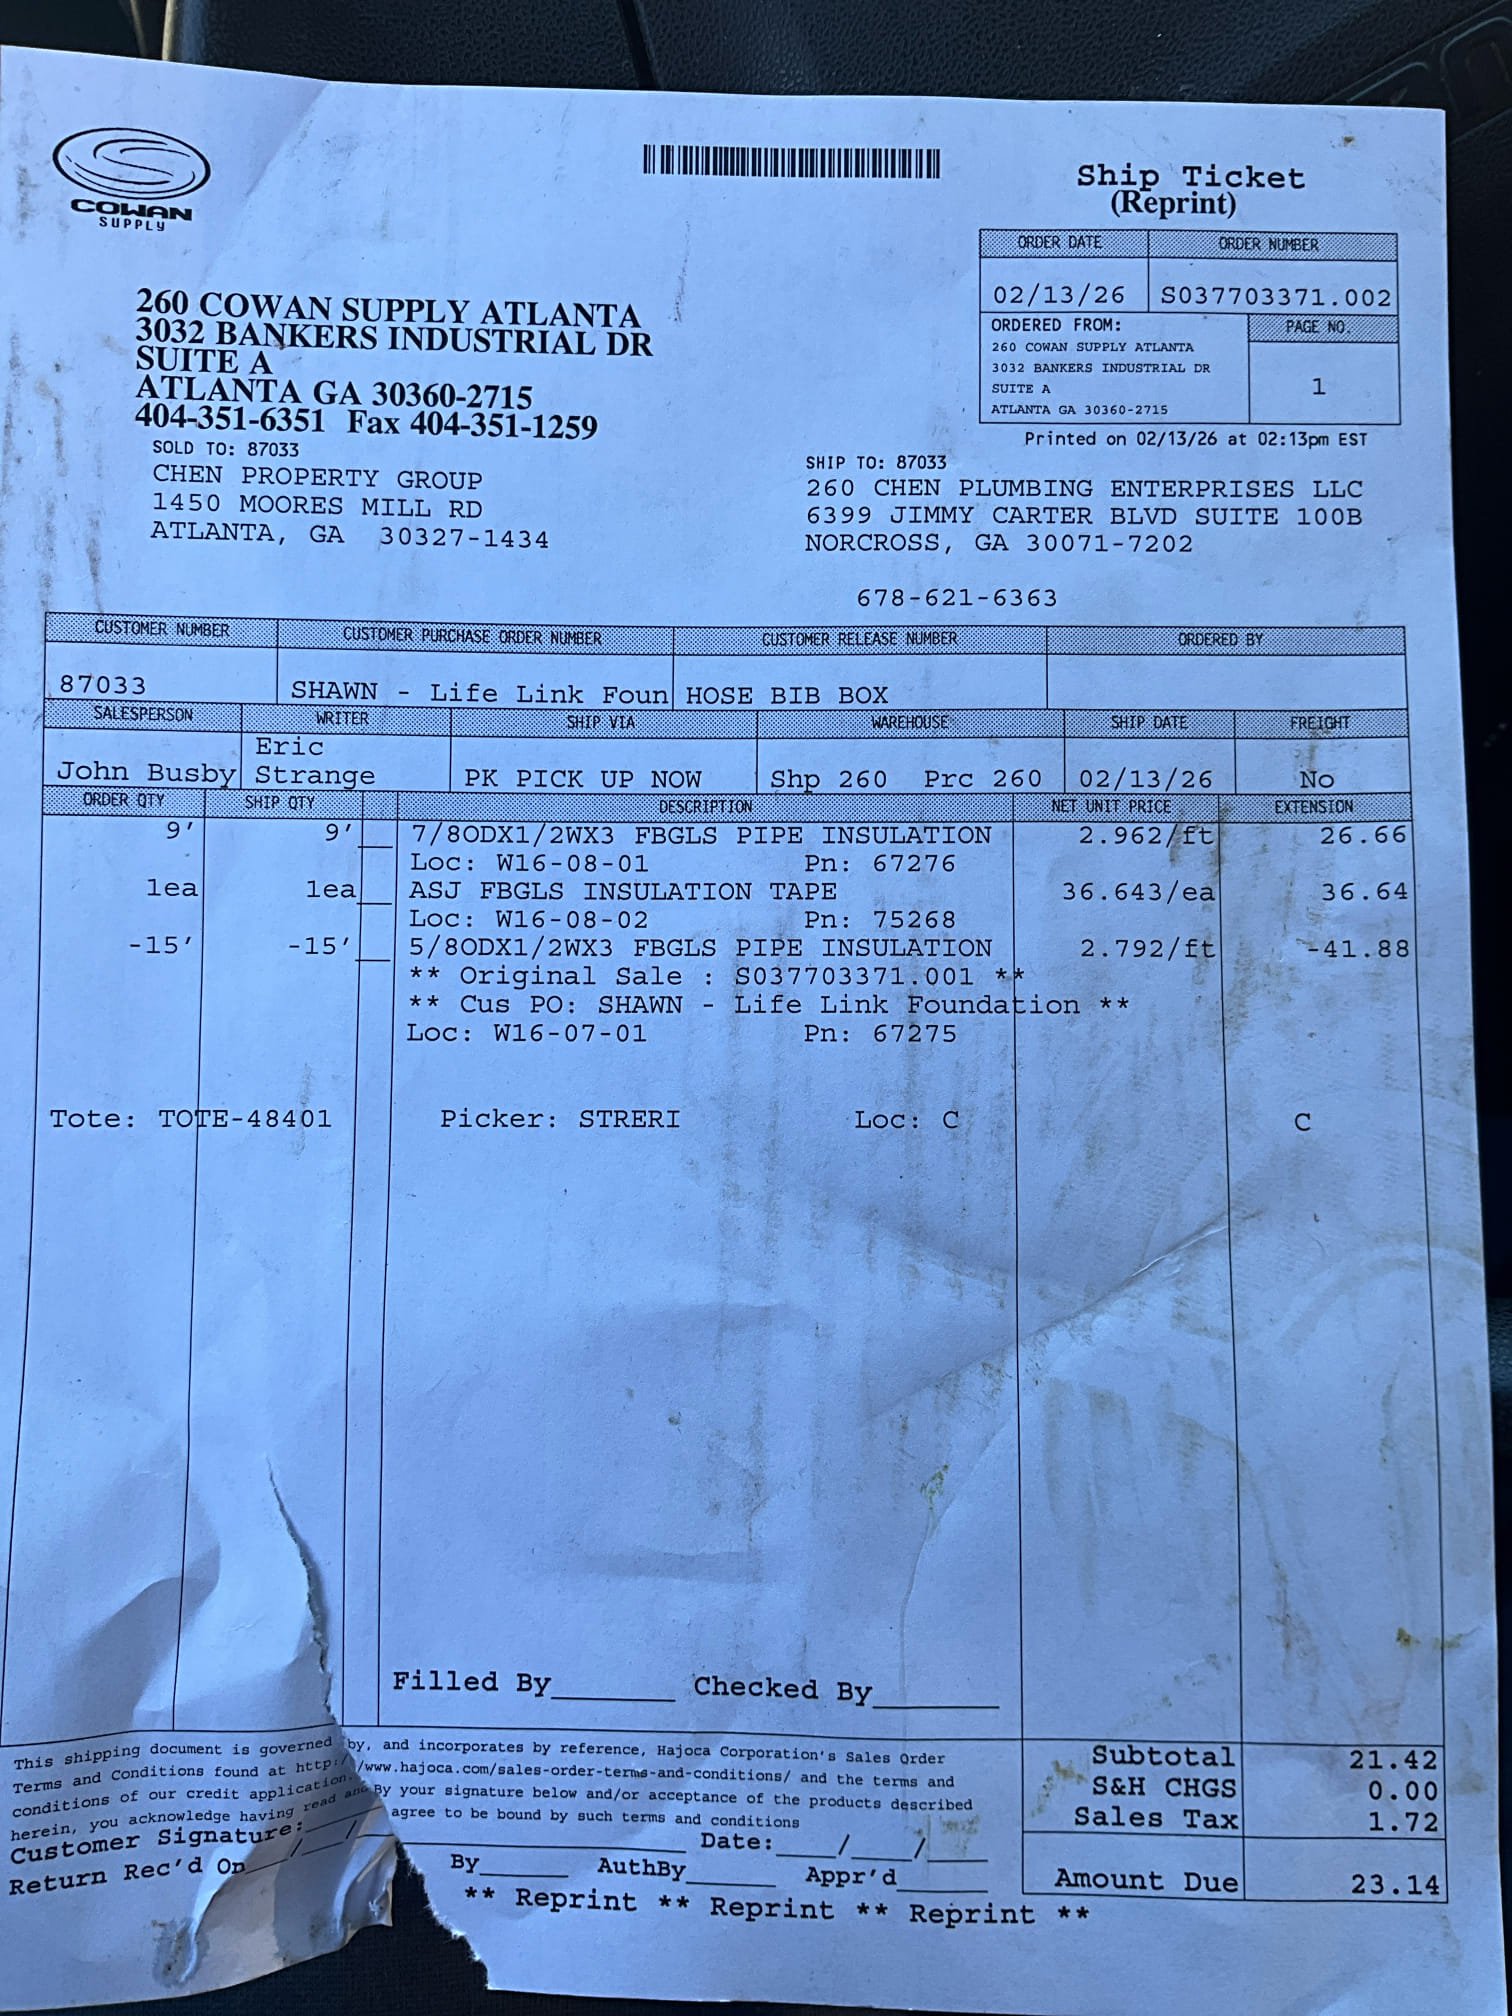 COWAN
SUPPLY
Ship Ticket
(Reprint)
ORDER DATE ORDER NUMBER
02/13/26 S037703371.002
ORDERED FROM: PAGE NO.
260 COWAN SUPPLY ATLANTA
3032 BANKERS INDUSTRIAL DR
SUITE A
ATLANTA GA 30360-2715
1
Printed on 02/13/26 at 02:13pm EST
260 COWAN SUPPLY ATLANTA
3032 BANKERS INDUSTRIAL DR
SUITE A
ATLANTA GA 30360-2715
404-351-6351 Fax 404-351-1259
SOLD TO: 87033
CHEN PROPERTY GROUP
1450 MOORES MILL RD
ATLANTA, GA 30327-1434
SHIP TO: 87033
260 CHEN PLUMBING ENTERPRISES LLC
6399 JIMMY CARTER BLVD SUITE 100B
NORCROSS, GA 30071-7202
678-621-6363
CUSTOMER NUMBER CUSTOMER PURCHASE ORDER NUMBER CUSTOMER RELEASE NUMBER ORDERED BY
87033 SHAWN - Life Link Foun HOSE BIB BOX
SALESPERSON WRITER SHIP VIA WAREHOUSE SHIP DATE FREIGHT
Eric
John Busby Strange PK PICK UP NOW Shp 260 Prc 260 02/13/26 No
ORDER QTY SHIP QTY DESCRIPTION NET UNIT PRICE EXTENSION
9' 9' 7/8ODX1/2WX3 FBGLS PIPE INSULATION 2.962/ft 26.66
Loc: W16-08-01 Pn: 67276
1ea 1ea ASJ FBGLS INSULATION TAPE 36.643/ea 36.64
Loc: W16-08-02 Pn: 75268
-15' -15' 5/8ODX1/2WX3 FBGLS PIPE INSULATION 2.792/ft -41.88
** Original Sale : S037703371.001 **
** Cus PO: SHAWN - Life Link Foundation **
Loc: W16-07-01 Pn: 67275
Tote: TOTE-48401 Picker: STRERI Loc: C C
Filled By_______ Checked By_______
This shipping document is governed by, and incorporates by reference, Hajoca Corporation's Sales Order
Terms and Conditions found at http://www.hajoca.com/sales-order-terms-and-conditions/ and the terms and
conditions of our credit application. By your signature below and/or acceptance of the products described
herein, you acknowledge having read and agree to be bound by such terms and conditions
Customer Signature: Date:___/___/___
Return Rec'd On __/__/__ By______ AuthBy______ Appr'd______
** Reprint ** Reprint ** Reprint **
Subtotal 21.42
S&H CHGS 0.00
Sales Tax 1.72
Amount Due 23.14